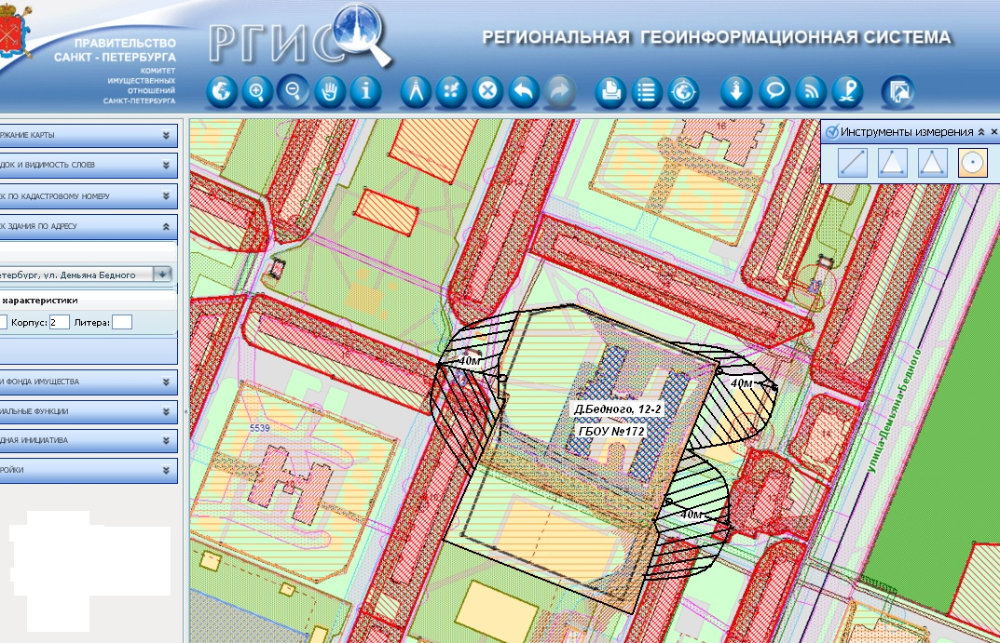 ПРАВИТЕЛЬСТВО
САНКТ - ПЕТЕРБУРГА
КОМИТЕТ
ИМУЩЕСТВЕННЫХ
ОТНОШЕНИЙ
САНКТ-ПЕТЕРБУРГА
РГИС
РЕГИОНАЛЬНАЯ ГЕОИНФОРМАЦИОННАЯ СИСТЕМА
РЖАНИЕ КАРТЫ
ДОК И ВИДИМОСТЬ СЛОЕВ
К ПО КАДАСТРОВОМУ НОМЕРУ
К ЗДАНИЯ ПО АДРЕСУ
етербург, ул. Демьяна Бедного
характеристики
Корпус: 2 Литера:
И ФОНДА ИМУЩЕСТВА
ИАЛЬНЫЕ ФУНКЦИИ
ДНАЯ ИНИЦИАТИВА
РОЙКИ
Инструменты измерения
16
16
40м
40м
Д.Бедного, 12-2
ГБОУ №172
40м
5539
14
улица Демьяна Бедного